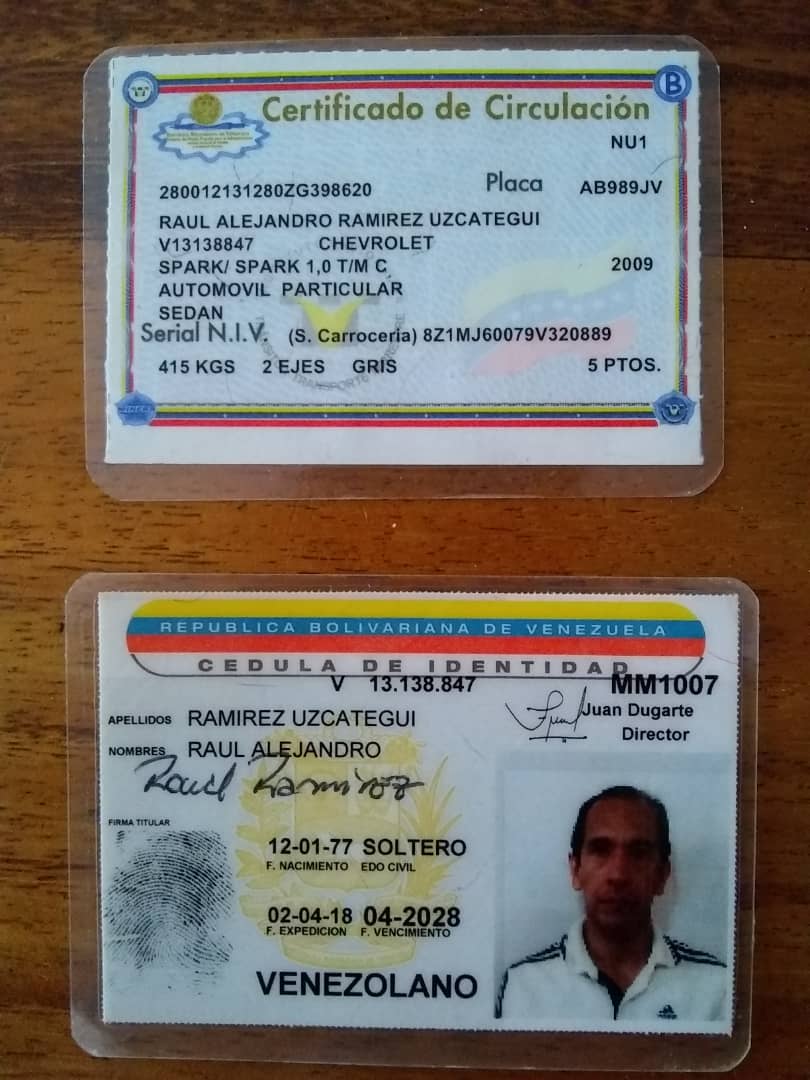 B
Certificado de Circulación
NU1
280012131280ZG398620 Placa AB989JV
RAUL ALEJANDRO RAMIREZ UZCATEGUI
V13138847 CHEVROLET
SPARK/ SPARK 1,0 T/M C 2009
AUTOMOVIL PARTICULAR
SEDAN
Serial N.I.V. (S. Carroceria) 8Z1MJ60079V320889
415 KGS 2 EJES GRIS 5 PTOS.
REPUBLICA BOLIVARIANA DE VENEZUELA
CEDULA DE IDENTIDAD
V 13.138.847 MM1007
APELLIDOS RAMIREZ UZCATEGUI Juan Dugarte
Director
NOMBRES RAUL ALEJANDRO
Raul Ramirez
FIRMA TITULAR
12-01-77 SOLTERO
F. NACIMIENTO EDO CIVIL
02-04-18 04-2028
F. EXPEDICION F. VENCIMIENTO
VENEZOLANO
adidas